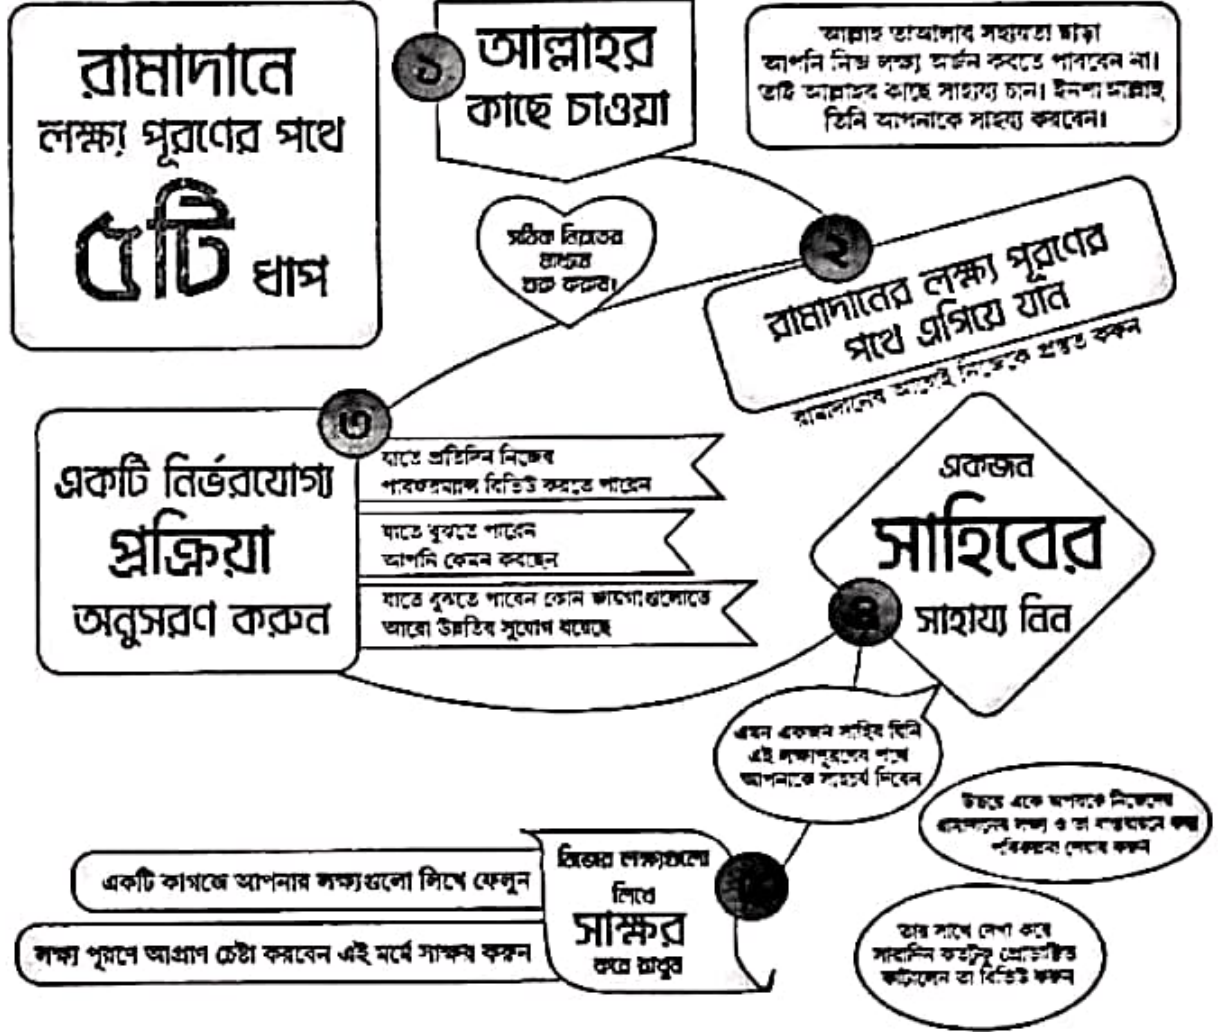 রামাদানে
লক্ষ্য পূরণের পথে
৫টি ধাপ
১
আল্লাহর
কাছে চাওয়া
আল্লাহ তাআলার সহায়তা ছাড়া
আপনি নিজ লক্ষ্য অর্জন করতে পারবেন না।
তাই আল্লাহর কাছে সাহায্য চান। ইনশা আল্লাহ
তিনি আপনাকে সাহায্য করবেন।
সঠিক নিয়তের
মাধ্যমে
শুরু করুন।
২
রামাদানের লক্ষ্য পূরণের
পথে এগিয়ে যান
রামাদানের আগেই নিজেকে প্রস্তুত করুন
৩
একটি নির্ভরযোগ্য
প্রক্রিয়া
অনুসরণ করুন
যাতে প্রতিদিন নিজের
পারফরম্যান্স রিভিউ করতে পারেন
যাতে বুঝতে পারেন
আপনি কেমন করছেন
যাতে বুঝতে পারেন কোন জায়গাগুলোতে
আরো উন্নতির সুযোগ রয়েছে
৪
একজন
সাহিবের
সাহায্য নিন
এমন একজন সাহিব যিনি
এই লক্ষ্যপূরণের পথে
আপনাকে সাহচর্য দিবেন
উভয়ে একে অপরকে নিজেদের
রামাদানের লক্ষ্য ও তা বাস্তবায়নে
পরিকল্পনা শেয়ার করুন
তার সাথে দেখা করে
সারাদিন কতটুকু প্রোডাক্টিভ
কাটালেন তা রিভিউ করুন
নিজের লক্ষ্যগুলো
লিখে
সাক্ষর
করে রাখুন
একটি কাগজে আপনার লক্ষ্যগুলো লিখে ফেলুন
লক্ষ্য পূরণে আপ্রাণ চেষ্টা করবেন এই মর্মে সাক্ষর করুন